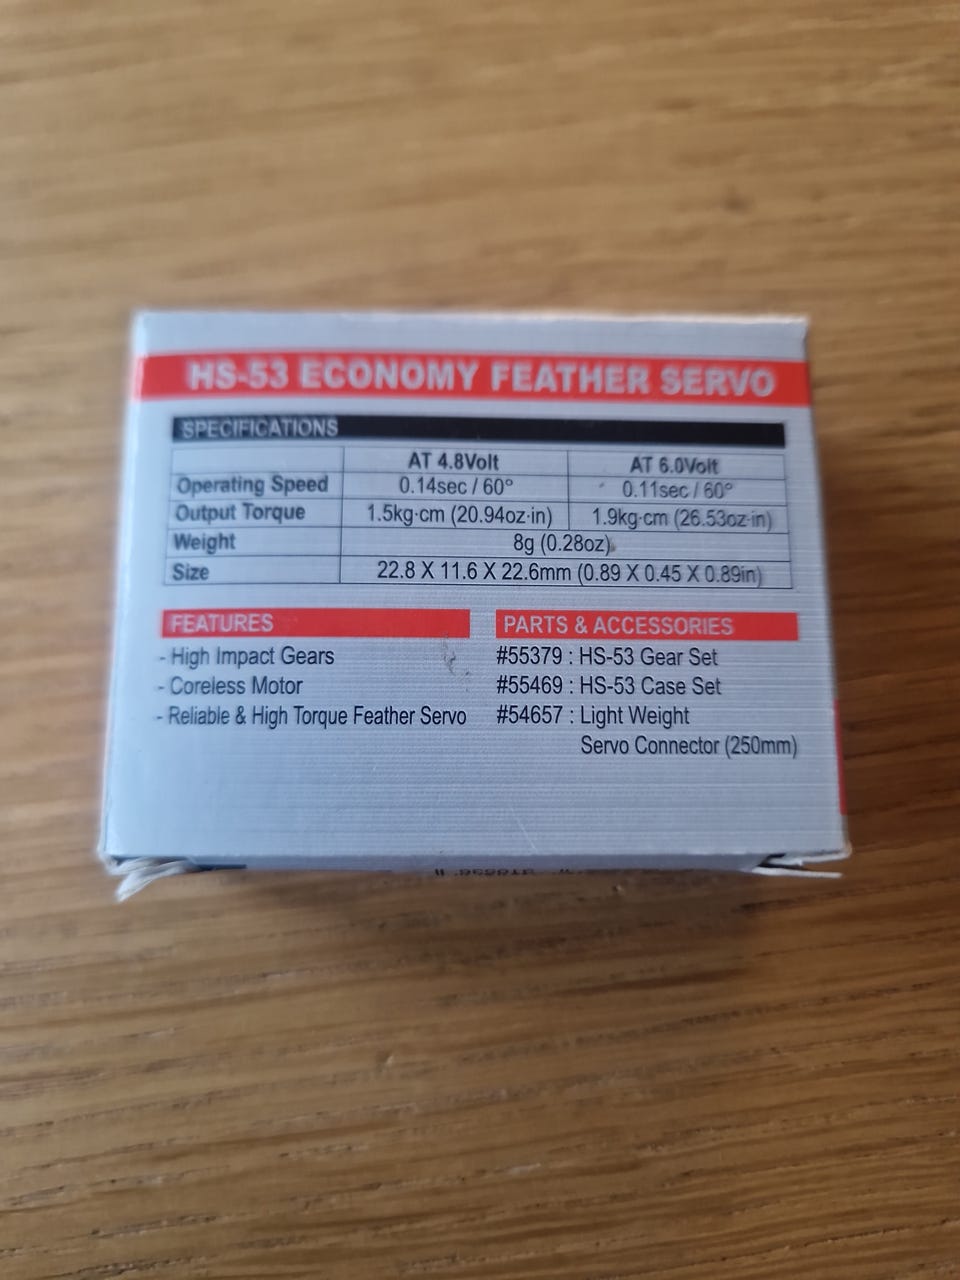 HS-53 ECONOMY FEATHER SERVO
SPECIFICATIONS
AT 4.8Volt AT 6.0Volt
Operating Speed 0.14sec / 60° 0.11sec / 60°
Output Torque 1.5kg·cm (20.94oz·in) 1.9kg·cm (26.53oz·in)
Weight 8g (0.28oz)
Size 22.8 X 11.6 X 22.6mm (0.89 X 0.45 X 0.89in)
FEATURES
- High Impact Gears
- Coreless Motor
- Reliable & High Torque Feather Servo
PARTS & ACCESSORIES
#55379 : HS-53 Gear Set
#55469 : HS-53 Case Set
#54657 : Light Weight
Servo Connector (250mm)